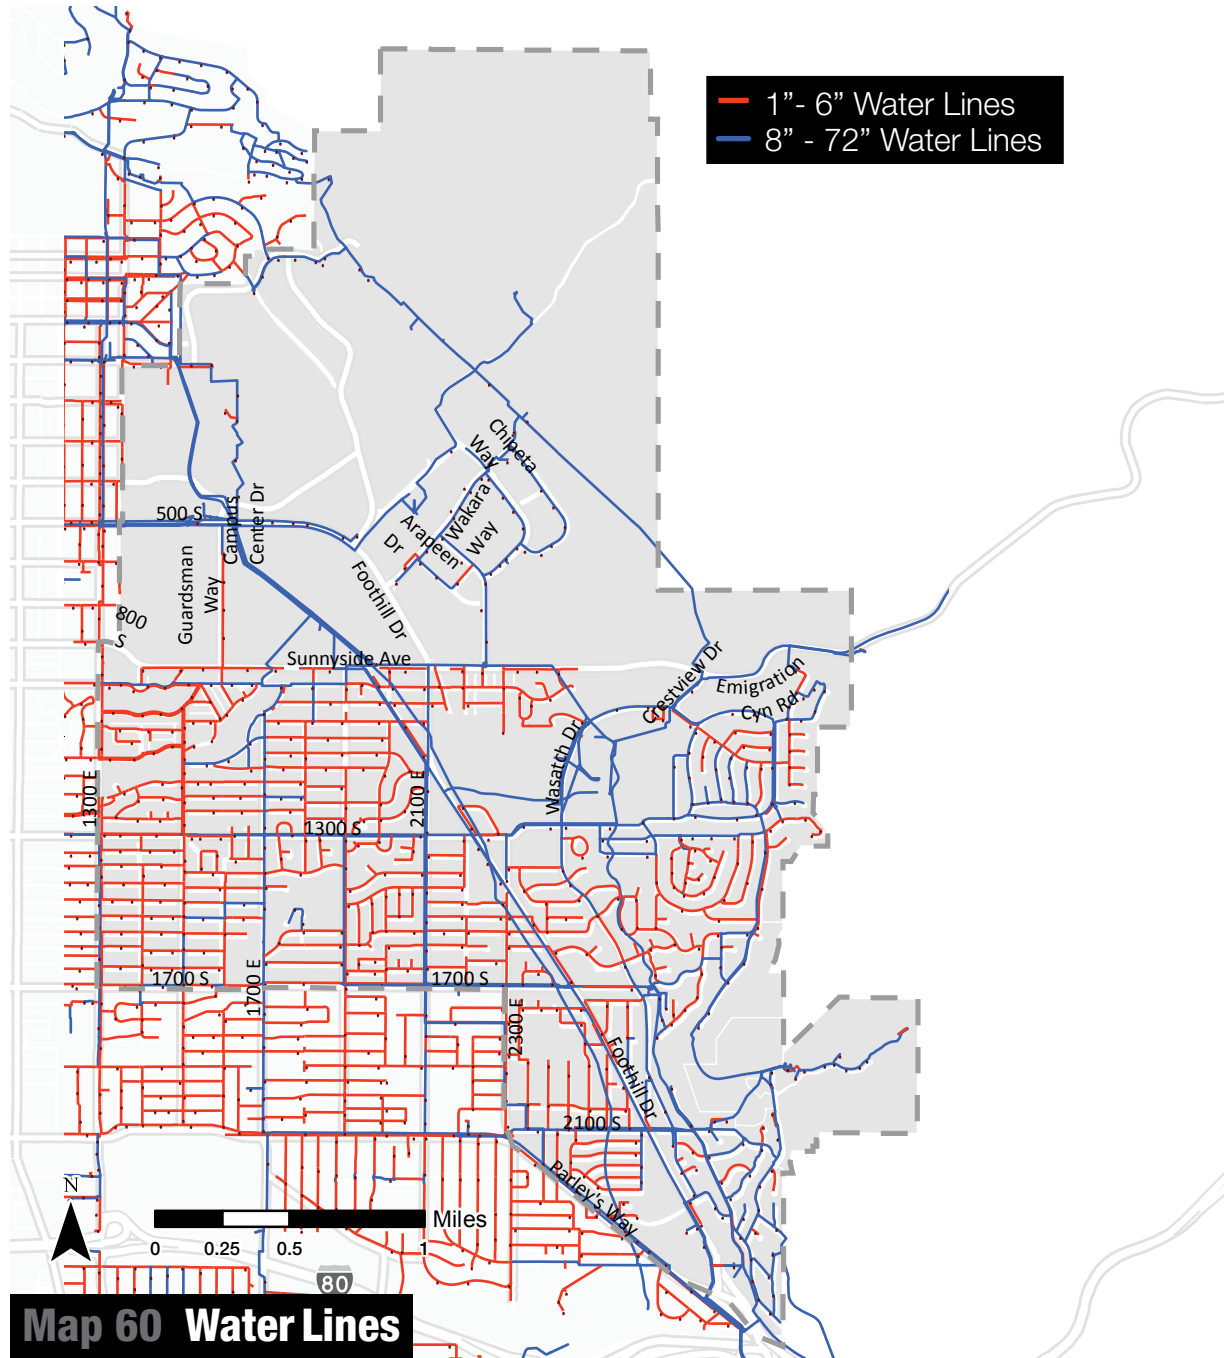 1”- 6” Water Lines
8” - 72” Water Lines
Chipeta
Way
Wakara
Way
Arapeen
Dr
500 S
Campus
Center Dr
Guardsman
Way
Foothill Dr
800
S
Sunnyside Ave
Crestview Dr
Emigration
Cyn Rd
Wasatch Dr
1300 E
2100 E
1300 S
1700 S
1700 E
1700 S
2300 E
Foothill Dr
2100 S
Parley's Way
N
Miles
0 0.25 0.5 1
80
Map 60 Water Lines